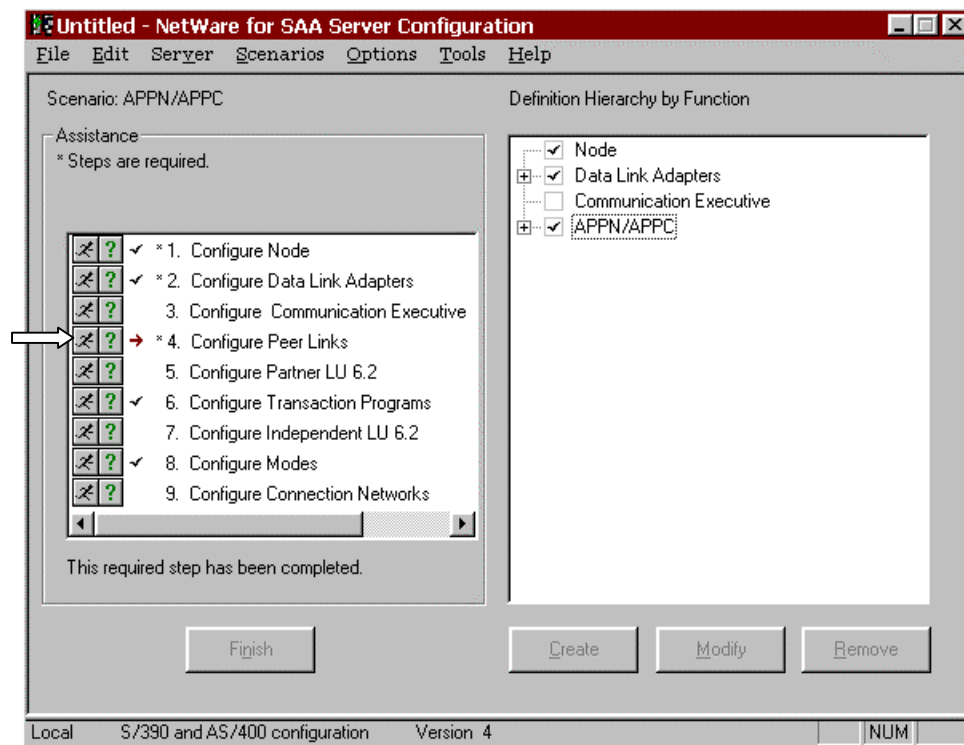 Untitled - NetWare for SAA Server Configuration
File Edit Server Scenarios Options Tools Help
Scenario: APPN/APPC
Definition Hierarchy by Function
Assistance
* Steps are required.
* 1. Configure Node
* 2. Configure Data Link Adapters
3. Configure Communication Executive
* 4. Configure Peer Links
5. Configure Partner LU 6.2
6. Configure Transaction Programs
7. Configure Independent LU 6.2
8. Configure Modes
9. Configure Connection Networks
This required step has been completed.
Node
Data Link Adapters
Communication Executive
APPN/APPC
Finish
Create
Modify
Remove
Local S/390 and AS/400 configuration Version 4 NUM